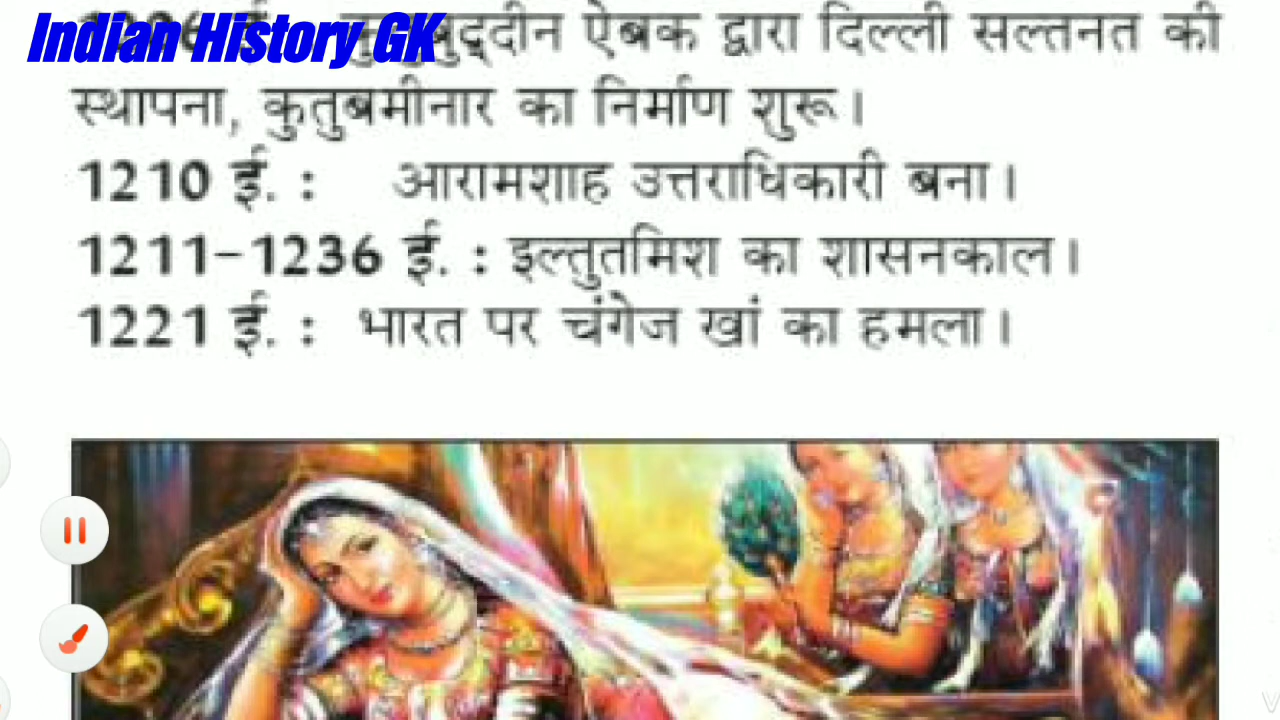 Indian History GK
ऐबक द्वारा दिल्ली सल्तनत की
स्थापना, कुतुबमीनार का निर्माण शुरू।
1210 ई. : आरामशाह उत्तराधिकारी बना।
1211-1236 ई. : इल्तुतमिश का शासनकाल।
1221 ई. : भारत पर चंगेज खां का हमला।